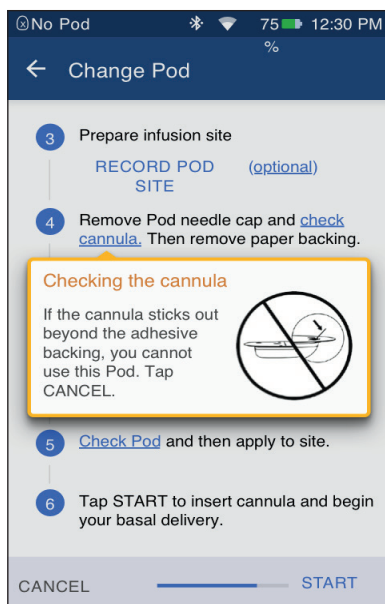 No Pod 75 12:30 PM
%
Change Pod
3 Prepare infusion site
RECORD POD (optional)
SITE
4 Remove Pod needle cap and check
cannula. Then remove paper backing.
Checking the cannula
If the cannula sticks out
beyond the adhesive
backing, you cannot
use this Pod. Tap
CANCEL.
5 Check Pod and then apply to site.
6 Tap START to insert cannula and begin
your basal delivery.
CANCEL START